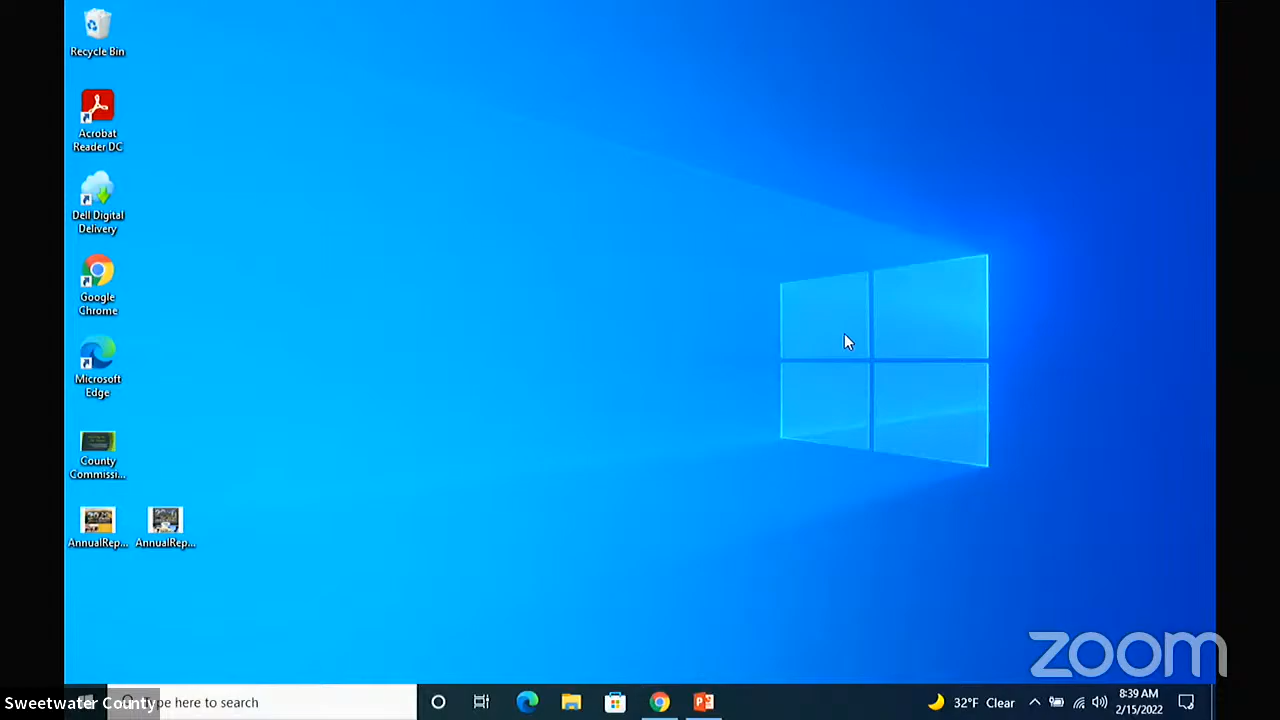 Recycle Bin
Acrobat
Reader DC
Dell Digital
Delivery
Google
Chrome
Microsoft
Edge
County
Commissi...
AnnualRep...
AnnualRep...
zoom
Sweetwater County
Type here to search
32°F Clear
8:39 AM
2/15/2022